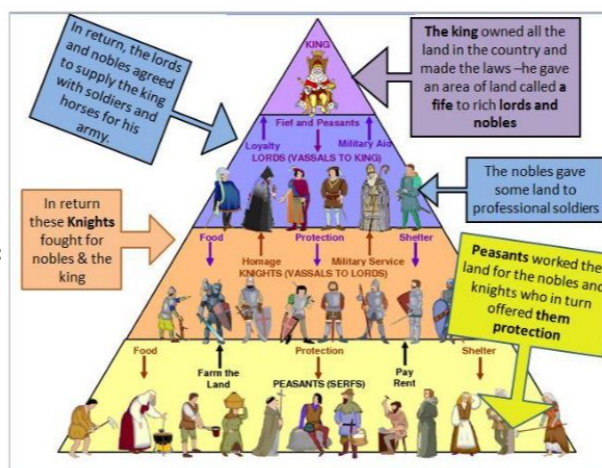 In return, the lords
and nobles agreed
to supply the king
with soldiers and
horses for his
army.
KING
The king owned all the
land in the country and
made the laws –he gave
an area of land called a
fife to rich lords and
nobles
Fief and Peasants
Loyalty
Military Aid
LORDS (VASSALS TO KING)
The nobles gave
some land to
professional soldiers
In return
these Knights
fought for
nobles & the
king
Food
Protection
Shelter
Homage
Military Service
KNIGHTS (VASSALS TO LORDS)
Peasants worked the
land for the nobles and
knights who in turn
offered them
protection
Food
Protection
Shelter
Farm the
Land
Pay
Rent
PEASANTS (SERFS)